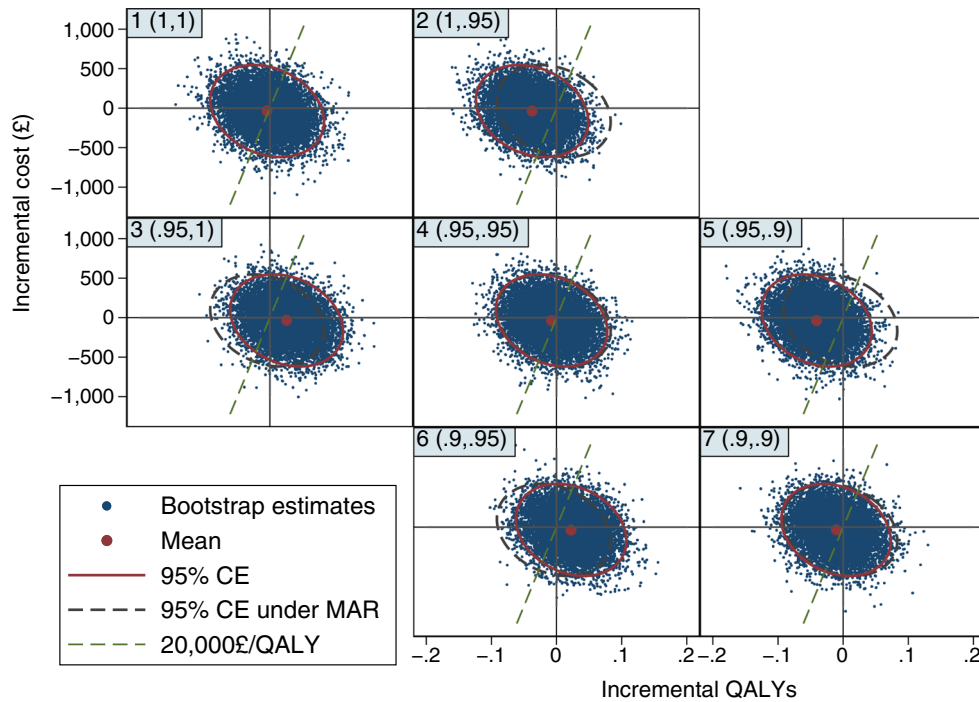 1 (1,1)
2 (1,.95)
1,000
500
0
−500
−1,000
Incremental cost (£)
3 (.95,1)
4 (.95,.95)
5 (.95,.9)
1,000
500
0
−500
−1,000
6 (.9,.95)
7 (.9,.9)
Bootstrap estimates
Mean
95% CE
95% CE under MAR
20,000£/QALY
−.2 −.1 0 .1 .2 −.2 −.1 0 .1 .2
Incremental QALYs